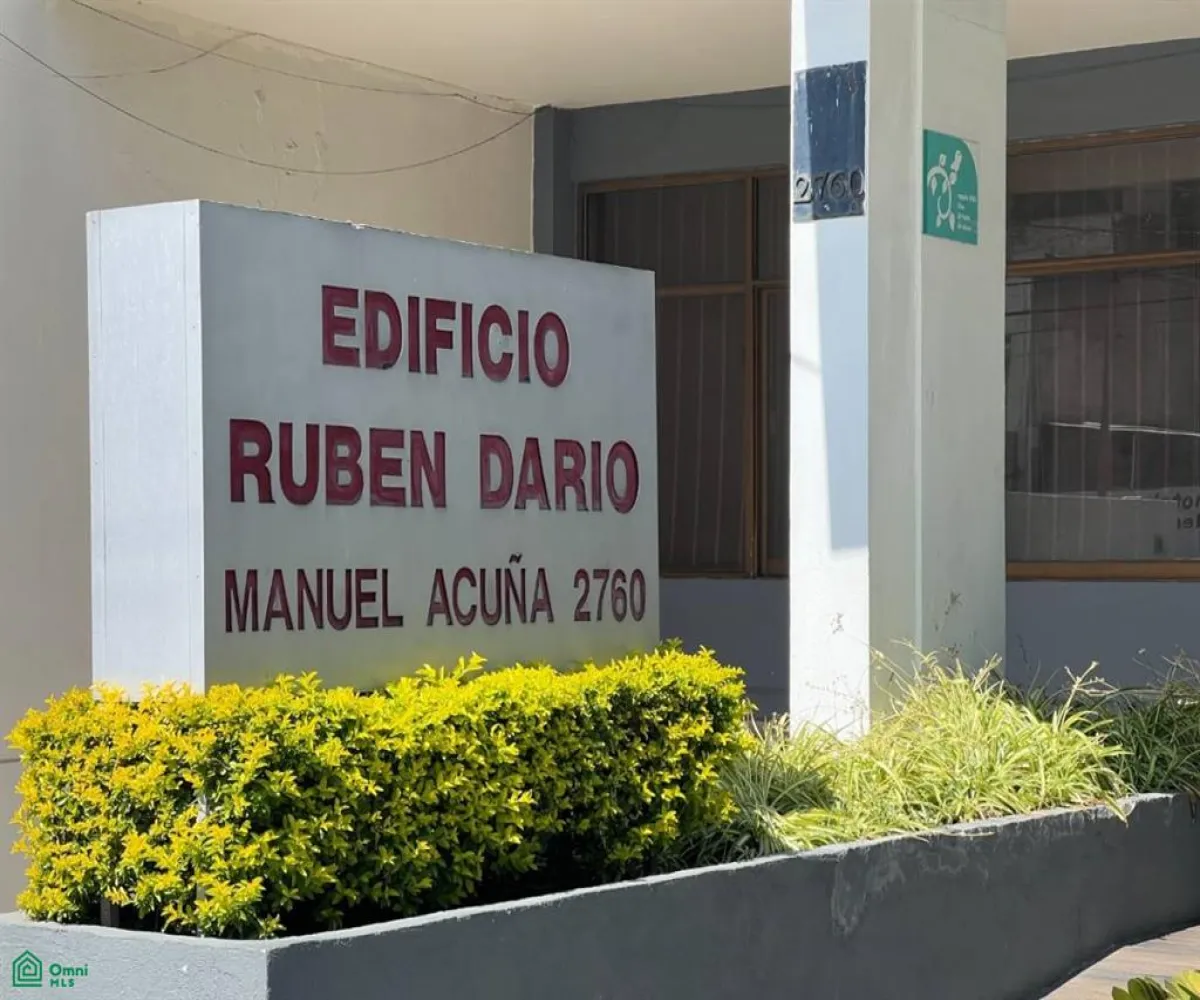 EDIFICIO
RUBEN DARIO
MANUEL ACUÑA 2760
2760
Omni
MLS